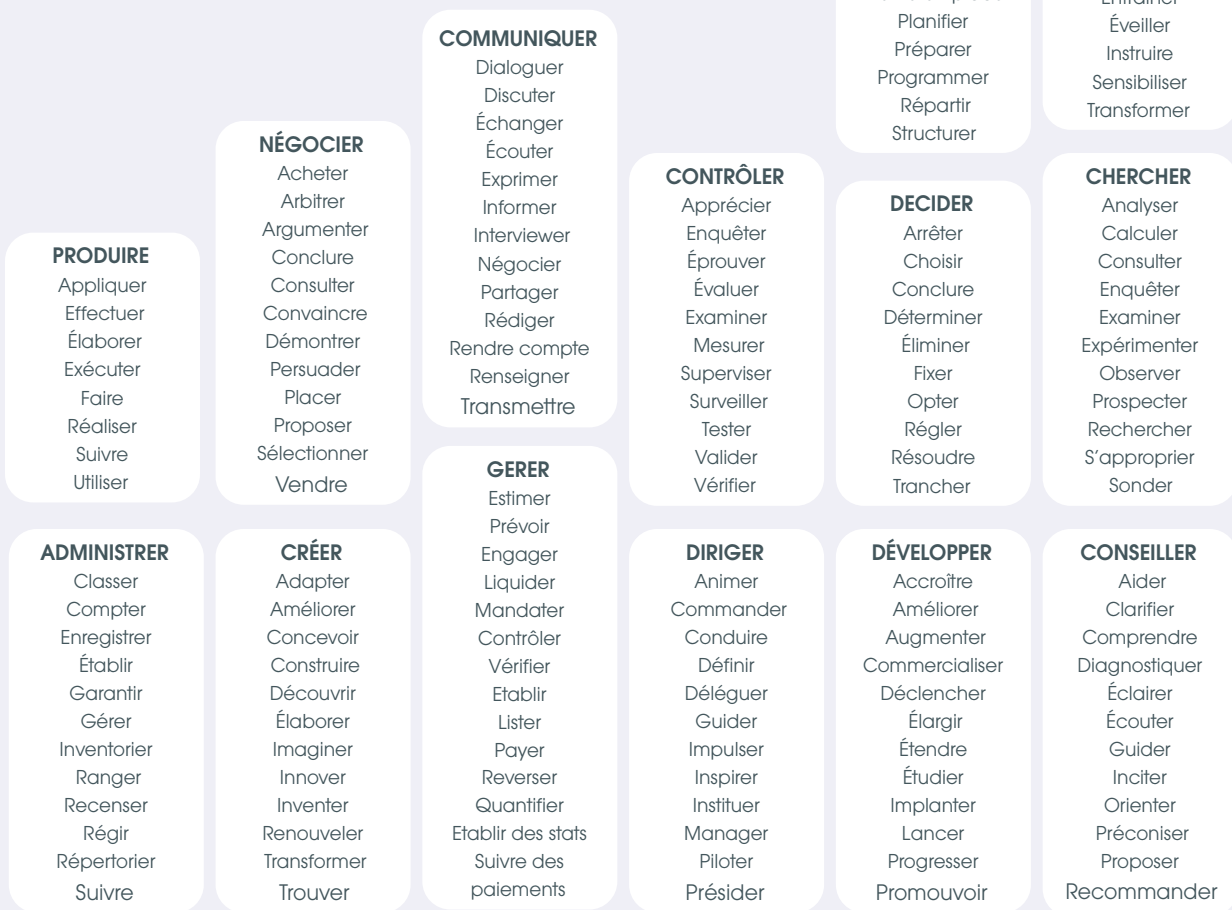 Planifier
Préparer
Programmer
Répartir
Structurer
Éveiller
Instruire
Sensibiliser
Transformer
COMMUNIQUER
Dialoguer
Discuter
Échanger
Écouter
Exprimer
Informer
Interviewer
Négocier
Partager
Rédiger
Rendre compte
Renseigner
Transmettre
NÉGOCIER
Acheter
Arbitrer
Argumenter
Conclure
Consulter
Convaincre
Démontrer
Persuader
Placer
Proposer
Sélectionner
Vendre
PRODUIRE
Appliquer
Effectuer
Élaborer
Exécuter
Faire
Réaliser
Suivre
Utiliser
CONTRÔLER
Apprécier
Enquêter
Éprouver
Évaluer
Examiner
Mesurer
Superviser
Surveiller
Tester
Valider
Vérifier
DECIDER
Arrêter
Choisir
Conclure
Déterminer
Éliminer
Fixer
Opter
Régler
Résoudre
Trancher
CHERCHER
Analyser
Calculer
Consulter
Enquêter
Examiner
Expérimenter
Observer
Prospecter
Rechercher
S'approprier
Sonder
ADMINISTRER
Classer
Compter
Enregistrer
Établir
Garantir
Gérer
Inventorier
Ranger
Recenser
Régir
Répertorier
Suivre
CRÉER
Adapter
Améliorer
Concevoir
Construire
Découvrir
Élaborer
Imaginer
Innover
Inventer
Renouveler
Transformer
Trouver
GERER
Estimer
Prévoir
Engager
Liquider
Mandater
Contrôler
Vérifier
Etablir
Lister
Payer
Reverser
Quantifier
Etablir des stats
Suivre des
paiements
DIRIGER
Animer
Commander
Conduire
Définir
Déléguer
Guider
Impulser
Inspirer
Instituer
Manager
Piloter
Présider
DÉVELOPPER
Accroître
Améliorer
Augmenter
Commercialiser
Déclencher
Élargir
Étendre
Étudier
Implanter
Lancer
Progresser
Promouvoir
CONSEILLER
Aider
Clarifier
Comprendre
Diagnostiquer
Éclairer
Écouter
Guider
Inciter
Orienter
Préconiser
Proposer
Recommander